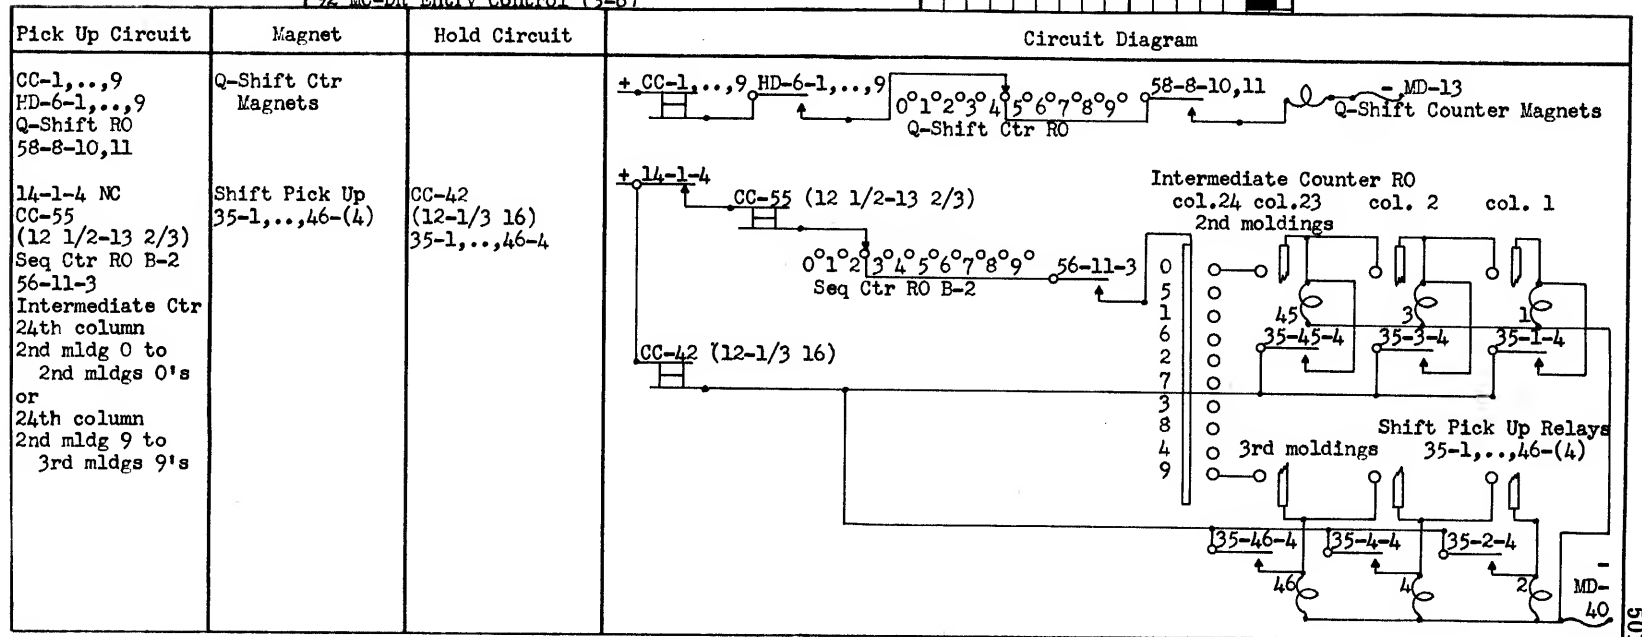 P92 MC-DR Entry Control (5-8)
Pick Up Circuit
Magnet
Hold Circuit
Circuit Diagram
CC-1,..,9
HD-6-1,..,9
Q-Shift RO
58-8-10,11
Q-Shift Ctr
Magnets
+ CC-1,..,9 HD-6-1,..,9
0 1 2 3 4 5 6 7 8 9
Q-Shift Ctr RO
58-8-10,11
- MD-13
Q-Shift Counter Magnets
14-1-4 NC
CC-55
(12 1/2-13 2/3)
Seq Ctr RO B-2
56-11-3
Intermediate Ctr
24th column
2nd mldg 0 to
2nd mldgs 0's
or
24th column
2nd mldg 9 to
3rd mldgs 9's
Shift Pick Up
35-1,..,46-(4)
CC-42
(12-1/3 16)
35-1,..,46-4
+ 14-1-4
CC-55 (12 1/2-13 2/3)
0 1 2 3 4 5 6 7 8 9
Seq Ctr RO B-2
56-11-3
CC-42 (12-1/3 16)
Intermediate Counter RO
col.24 col.23 col. 2 col. 1
2nd moldings
0
5
1
6
2
7
3
8
4
9
45 3 1
35-45-4 35-3-4 35-1-4
Shift Pick Up Relays
35-1,..,46-(4)
3rd moldings
35-46-4 35-4-4 35-2-4
46 4 2
-
MD-
40